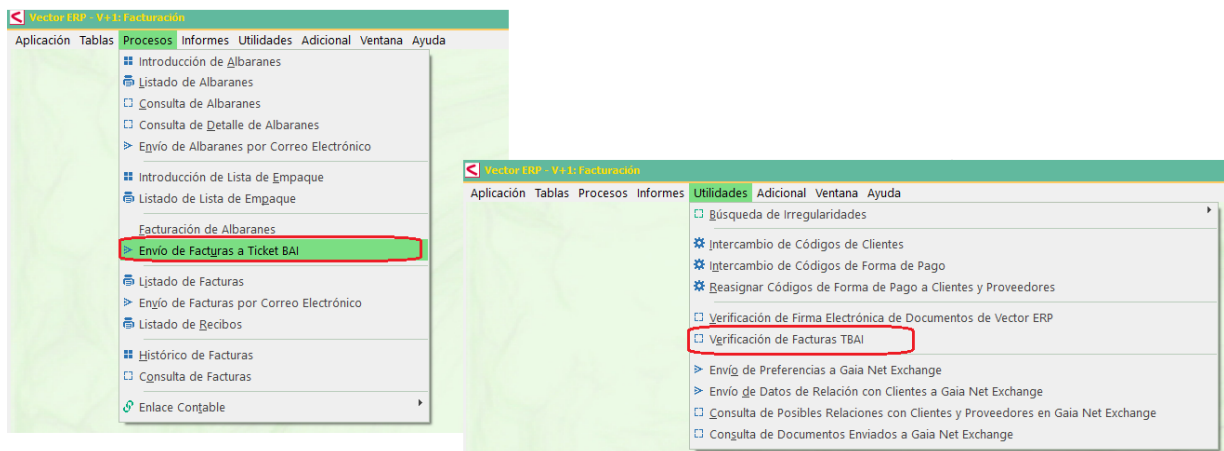 Vector ERP - V+1: Facturación
Aplicación Tablas Procesos Informes Utilidades Adicional Ventana Ayuda
Introducción de Albaranes
Listado de Albaranes
Consulta de Albaranes
Consulta de Detalle de Albaranes
Envío de Albaranes por Correo Electrónico
Introducción de Lista de Empaque
Listado de Lista de Empaque
Facturación de Albaranes
Envío de Facturas a Ticket BAI
Listado de Facturas
Envío de Facturas por Correo Electrónico
Listado de Recibos
Histórico de Facturas
Consulta de Facturas
Enlace Contable
Vector ERP - V+1: Facturación
Aplicación Tablas Procesos Informes Utilidades Adicional Ventana Ayuda
Búsqueda de Irregularidades
Intercambio de Códigos de Clientes
Intercambio de Códigos de Forma de Pago
Reasignar Códigos de Forma de Pago a Clientes y Proveedores
Verificación de Firma Electrónica de Documentos de Vector ERP
Verificación de Facturas TBAI
Envío de Preferencias a Gaia Net Exchange
Envío de Datos de Relación con Clientes a Gaia Net Exchange
Consulta de Posibles Relaciones con Clientes y Proveedores en Gaia Net Exchange
Consulta de Documentos Enviados a Gaia Net Exchange